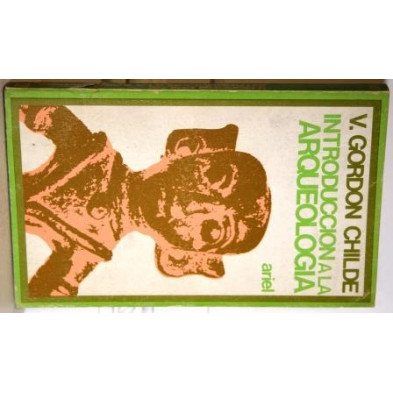 V. GORDON CHILDE
INTRODUCCION A LA
ARQUEOLOGIA
ariel